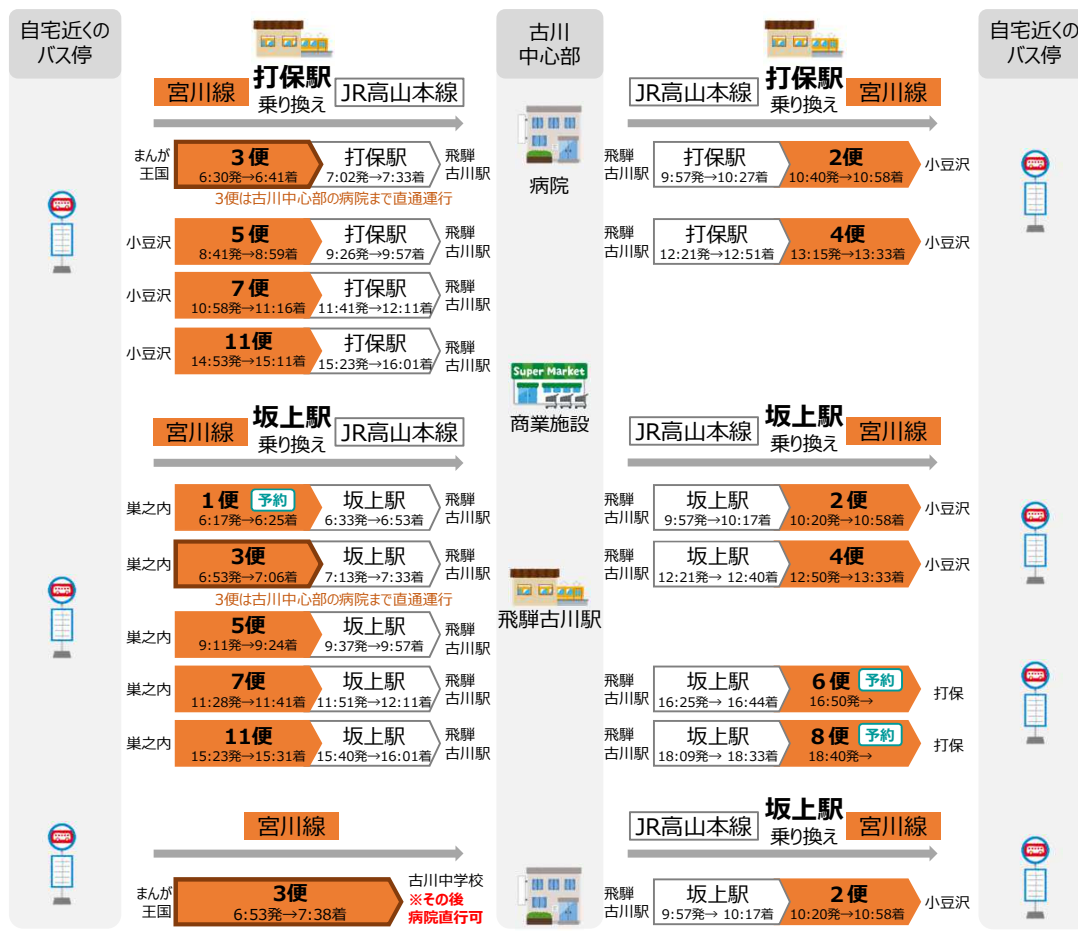 自宅近くの
バス停
打保駅
宮川線
乗り換え
JR高山本線
まんが
王国
3便
6:30発→6:41着
打保駅
7:02発→7:33着
飛騨
古川駅
3便は古川中心部の病院まで直通運行
小豆沢
5便
8:41発→8:59着
打保駅
9:26発→9:57着
飛騨
古川駅
小豆沢
7便
10:58発→11:16着
打保駅
11:41発→12:11着
飛騨
古川駅
小豆沢
11便
14:53発→15:11着
打保駅
15:23発→16:01着
飛騨
古川駅
坂上駅
宮川線
乗り換え
JR高山本線
巣之内
1便 予約
6:17発→6:25着
坂上駅
6:33発→6:53着
飛騨
古川駅
巣之内
3便
6:53発→7:06着
坂上駅
7:13発→7:33着
飛騨
古川駅
3便は古川中心部の病院まで直通運行
巣之内
5便
9:11発→9:24着
坂上駅
9:37発→9:57着
飛騨
古川駅
巣之内
7便
11:28発→11:41着
坂上駅
11:51発→12:11着
飛騨
古川駅
巣之内
11便
15:23発→15:31着
坂上駅
15:40発→16:01着
飛騨
古川駅
宮川線
まんが
王国
3便
6:53発→7:38着
古川中学校
※その後
病院直行可
古川
中心部
病院
Super Market
商業施設
飛騨古川駅
打保駅
JR高山本線
乗り換え
宮川線
飛騨
古川駅
打保駅
9:57発→10:27着
2便
10:40発→10:58着
小豆沢
飛騨
古川駅
打保駅
12:21発→12:51着
4便
13:15発→13:33着
小豆沢
坂上駅
JR高山本線
乗り換え
宮川線
飛騨
古川駅
坂上駅
9:57発→10:17着
2便
10:20発→10:58着
小豆沢
飛騨
古川駅
坂上駅
12:21発→ 12:40着
4便
12:50発→13:33着
小豆沢
飛騨
古川駅
坂上駅
16:25発→ 16:44着
6便 予約
16:50発→
打保
飛騨
古川駅
坂上駅
18:09発→ 18:33着
8便 予約
18:40発→
打保
坂上駅
JR高山本線
乗り換え
宮川線
飛騨
古川駅
坂上駅
9:57発→ 10:17着
2便
10:20発→10:58着
小豆沢
自宅近くの
バス停